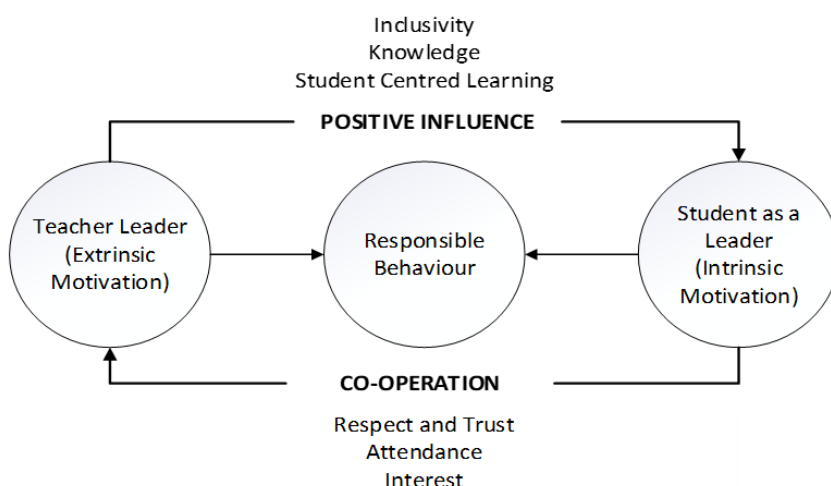 Inclusivity
Knowledge
Student Centred Learning
POSITIVE INFLUENCE
Teacher Leader
(Extrinsic
Motivation)
Responsible
Behaviour
Student as a
Leader
(Intrinsic
Motivation)
CO-OPERATION
Respect and Trust
Attendance
Interest